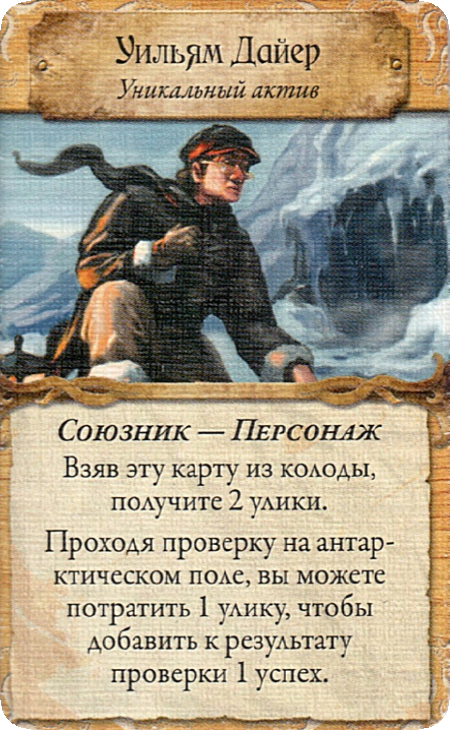 Уильям Дайер
Уникальный актив
Союзник — Персонаж
Взяв эту карту из колоды,
получите 2 улики.
Проходя проверку на антар-
ктическом поле, вы можете
потратить 1 улику, чтобы
добавить к результату
проверки 1 успех.